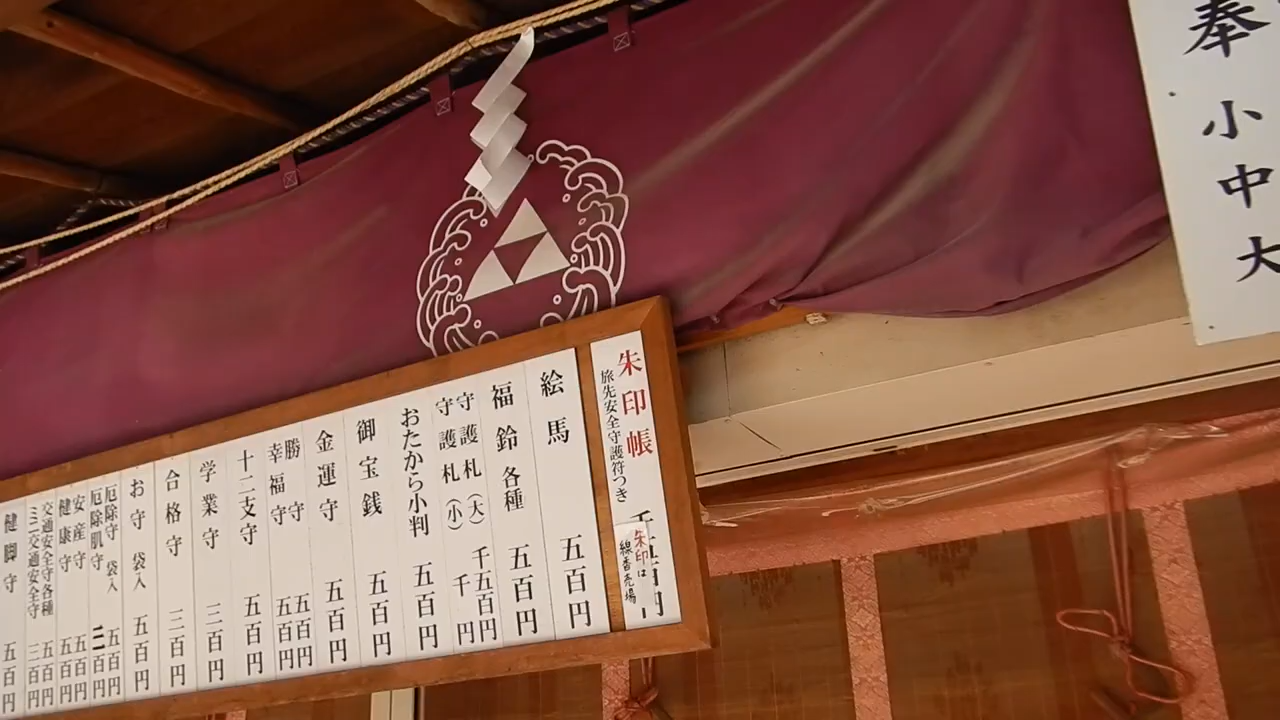 奉
小
中
大
朱印帳
旅先安全守護符つき
朱印は
線香売場
絵馬 五百円
福鈴各種 五百円
守護札(大) 千五百円
守護札(小) 千円
おたから小判 五百円
御宝銭 五百円
金運守 五百円
勝守 五百円
幸福守 五百円
十二支守 五百円
学業守 三百円
合格守 三百円
お守袋入 五百円
厄除守袋入 五百円
厄除肌守 三百円
安産守 五百円
健康守 五百円
交通安全守各種 五百円
ミニ交通安全守 三百円
健脚守 五百円